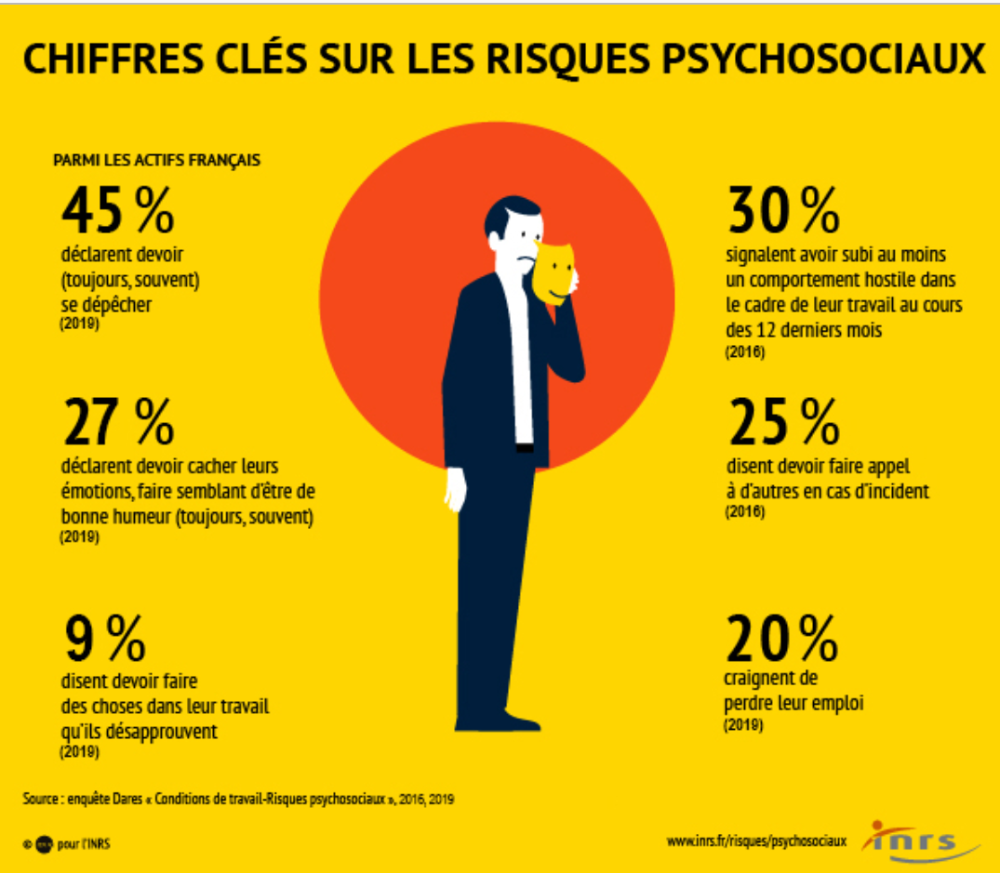 CHIFFRES CLÉS SUR LES RISQUES PSYCHOSOCIAUX
PARMI LES ACTIFS FRANÇAIS
45 %
déclarent devoir
(toujours, souvent)
se dépêcher
(2019)
27 %
déclarent devoir cacher leurs
émotions, faire semblant d'être de
bonne humeur (toujours, souvent)
(2019)
9 %
disent devoir faire
des choses dans leur travail
qu'ils désapprouvent
(2019)
30 %
signalent avoir subi au moins
un comportement hostile dans
le cadre de leur travail au cours
des 12 derniers mois
(2016)
25 %
disent devoir faire appel
à d'autres en cas d'incident
(2016)
20 %
craignent de
perdre leur emploi
(2019)
Source : enquête Dares « Conditions de travail-Risques psychosociaux », 2016, 2019
© pour l'INRS
www.inrs.fr/risques/psychosociaux
inrs